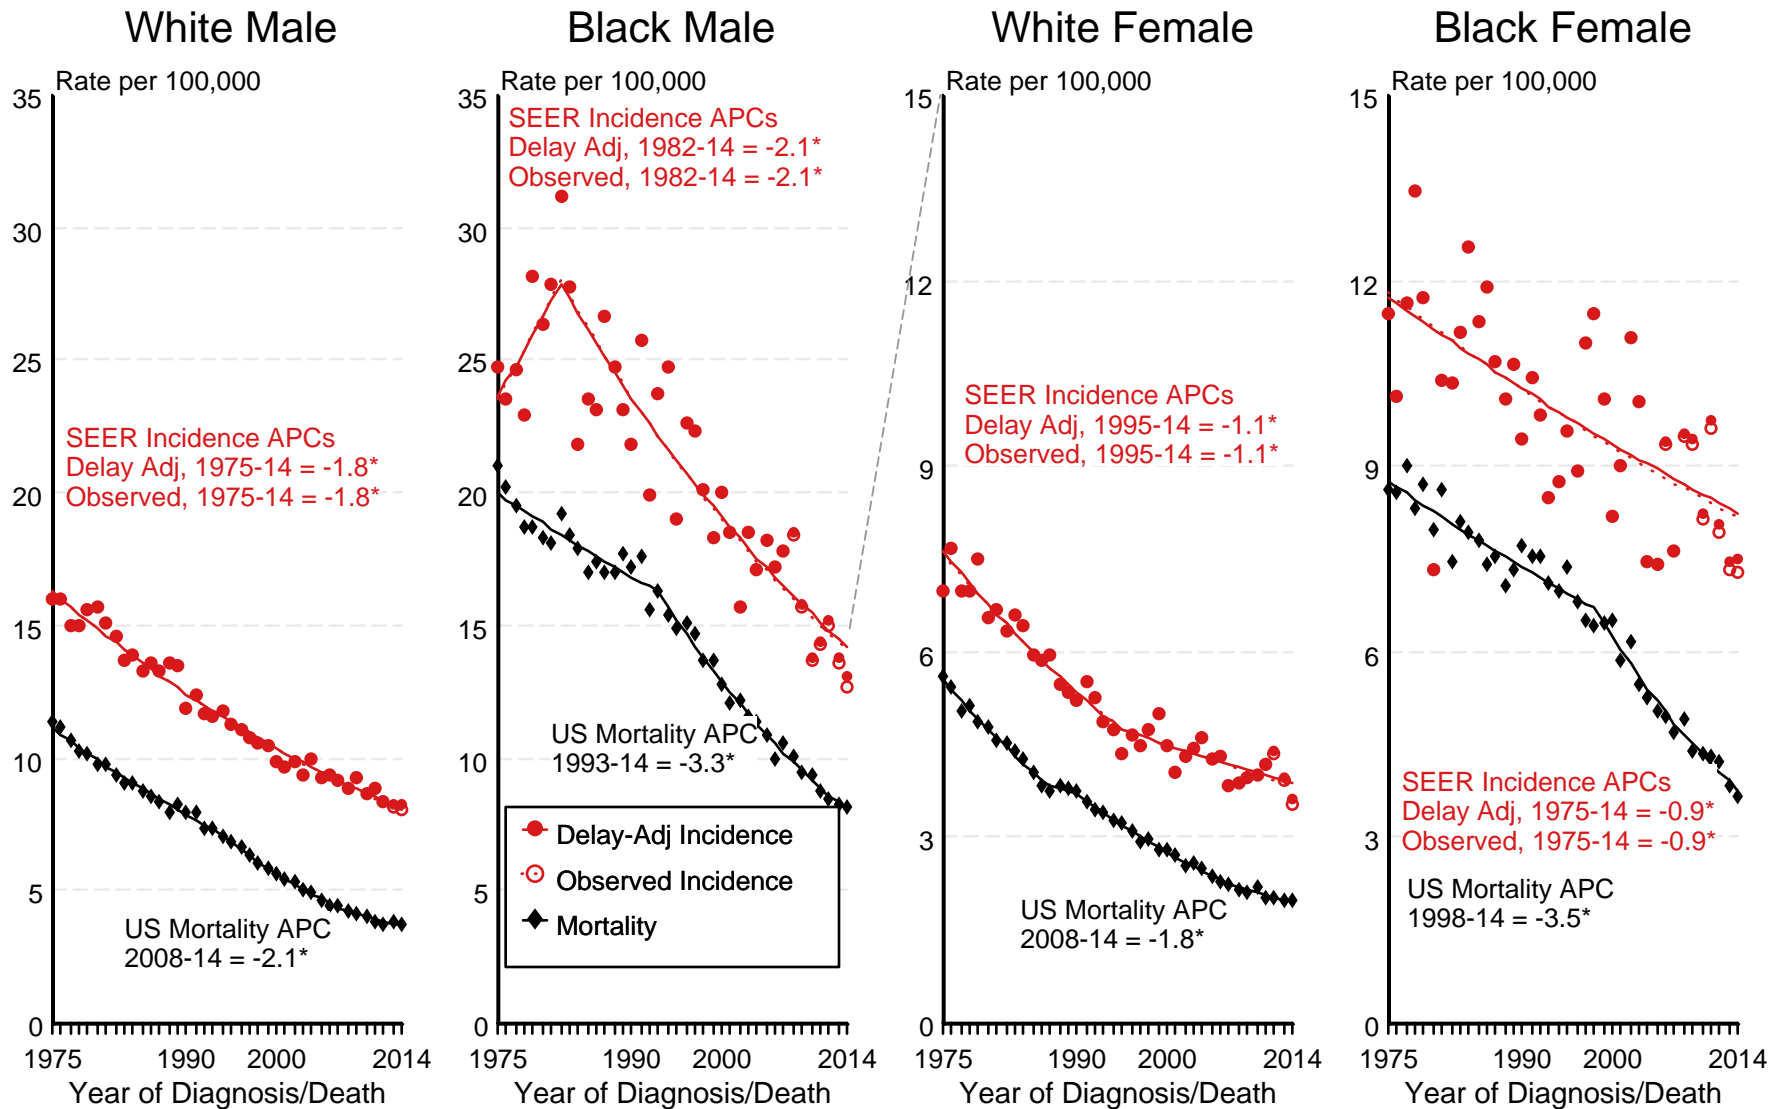 White Male
Rate per 100,000
35
30
25
20
15
10
5
0
SEER Incidence APCs
Delay Adj, 1975-14 = -1.8*
Observed, 1975-14 = -1.8*
US Mortality APC
2008-14 = -2.1*
1975 1990 2000 2014
Year of Diagnosis/Death
Black Male
Rate per 100,000
35
30
25
20
15
10
5
0
SEER Incidence APCs
Delay Adj, 1982-14 = -2.1*
Observed, 1982-14 = -2.1*
US Mortality APC
1993-14 = -3.3*
Delay-Adj Incidence
Observed Incidence
Mortality
1975 1990 2000 2014
Year of Diagnosis/Death
White Female
Rate per 100,000
15
12
9
6
3
0
SEER Incidence APCs
Delay Adj, 1995-14 = -1.1*
Observed, 1995-14 = -1.1*
US Mortality APC
2008-14 = -1.8*
1975 1990 2000 2014
Year of Diagnosis/Death
Black Female
Rate per 100,000
15
12
9
6
3
0
SEER Incidence APCs
Delay Adj, 1975-14 = -0.9*
Observed, 1975-14 = -0.9*
US Mortality APC
1998-14 = -3.5*
1975 1990 2000 2014
Year of Diagnosis/Death